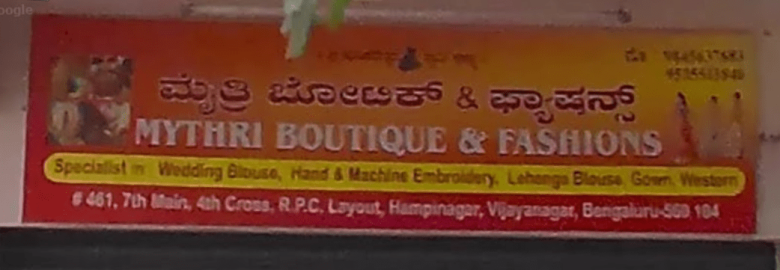 ಮೈತ್ರಿ ಬೋಟಿಕ್ & ಫ್ಯಾಷನ್ಸ್
MYTHRI BOUTIQUE & FASHIONS
Specialist in Wedding Blouse, Hand & Machine Embroidery, Lehenga Blouse, Gown, Western
# 461, 7th Main, 4th Cross, R.P.C. Layout, Hampinagar, Vijayanagar, Bengaluru-560 104